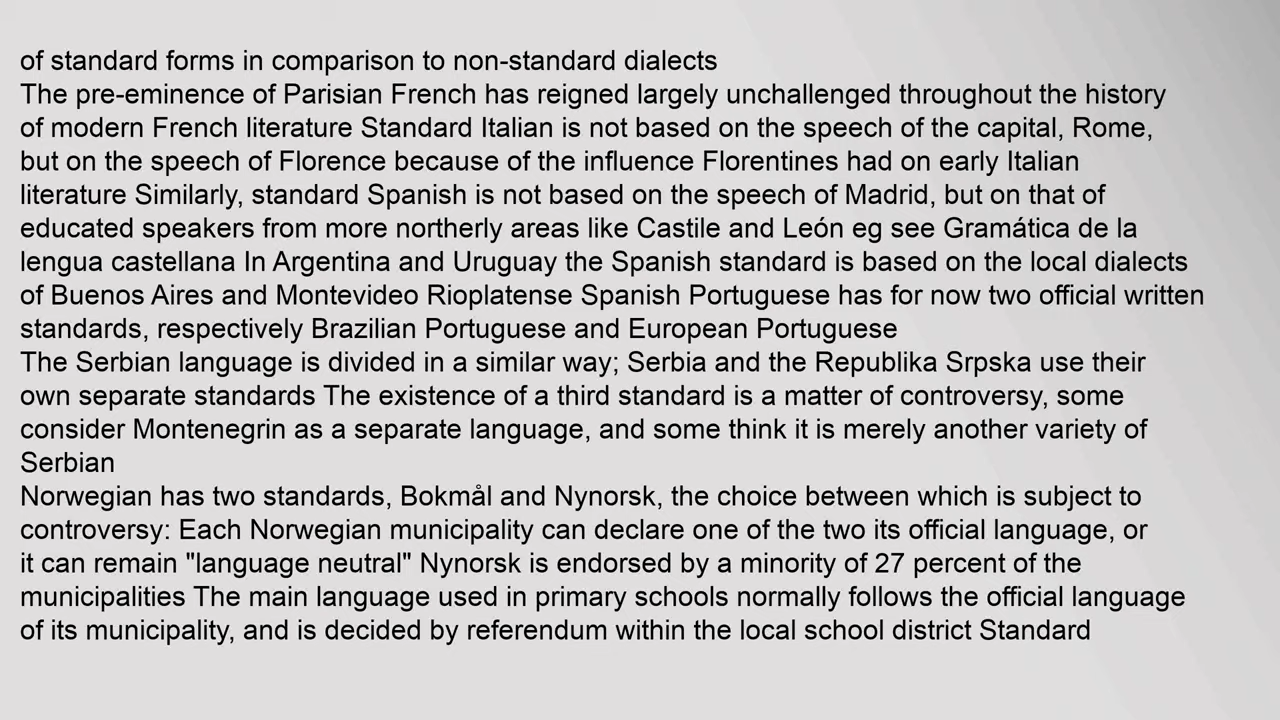 of standard forms in comparison to non-standard dialects
The pre-eminence of Parisian French has reigned largely unchallenged throughout the history
of modern French literature Standard Italian is not based on the speech of the capital, Rome,
but on the speech of Florence because of the influence Florentines had on early Italian
literature Similarly, standard Spanish is not based on the speech of Madrid, but on that of
educated speakers from more northerly areas like Castile and León eg see Gramática de la
lengua castellana In Argentina and Uruguay the Spanish standard is based on the local dialects
of Buenos Aires and Montevideo Rioplatense Spanish Portuguese has for now two official written
standards, respectively Brazilian Portuguese and European Portuguese
The Serbian language is divided in a similar way; Serbia and the Republika Srpska use their
own separate standards The existence of a third standard is a matter of controversy, some
consider Montenegrin as a separate language, and some think it is merely another variety of
Serbian
Norwegian has two standards, Bokmål and Nynorsk, the choice between which is subject to
controversy: Each Norwegian municipality can declare one of the two its official language, or
it can remain "language neutral" Nynorsk is endorsed by a minority of 27 percent of the
municipalities The main language used in primary schools normally follows the official language
of its municipality, and is decided by referendum within the local school district Standard